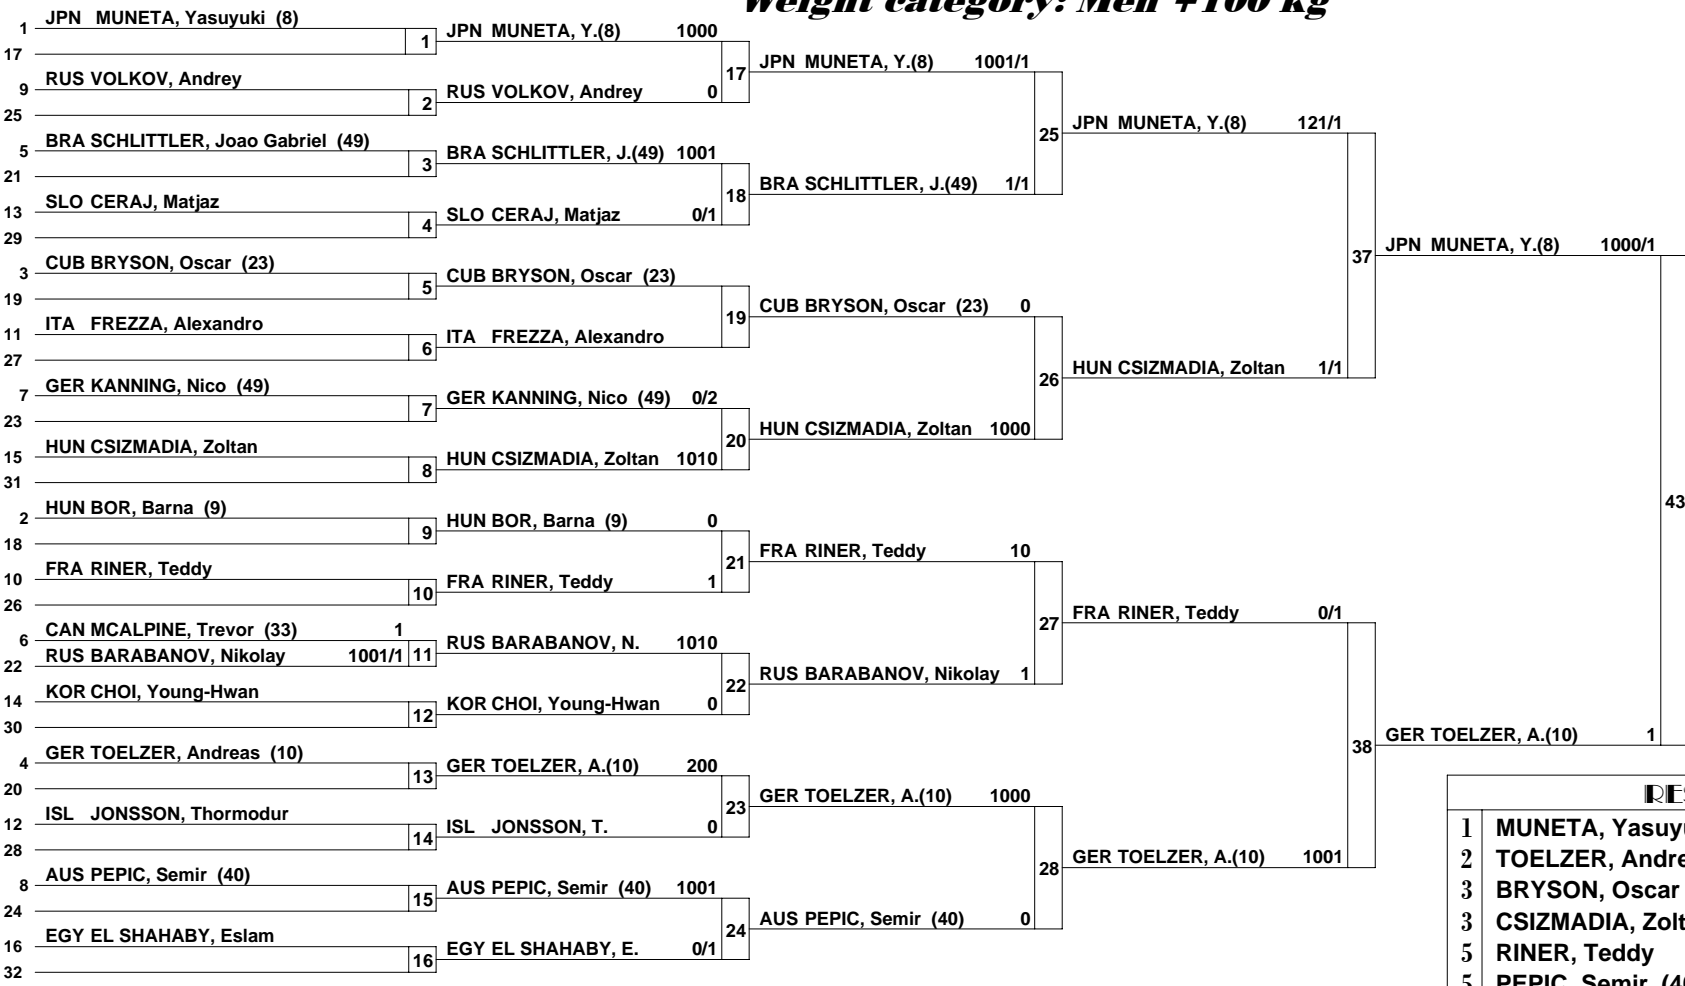 Weight category: Men +100 kg
1 JPN MUNETA, Yasuyuki (8)
17
1
9 RUS VOLKOV, Andrey
25
2
5 BRA SCHLITTLER, Joao Gabriel (49)
21
3
13 SLO CERAJ, Matjaz
29
4
3 CUB BRYSON, Oscar (23)
19
5
11 ITA FREZZA, Alexandro
27
6
7 GER KANNING, Nico (49)
23
7
15 HUN CSIZMADIA, Zoltan
31
8
2 HUN BOR, Barna (9)
18
9
10 FRA RINER, Teddy
26
10
6 CAN MCALPINE, Trevor (33) 1
22 RUS BARABANOV, Nikolay 1001/1
11
14 KOR CHOI, Young-Hwan
30
12
4 GER TOELZER, Andreas (10)
20
13
12 ISL JONSSON, Thormodur
28
14
8 AUS PEPIC, Semir (40)
24
15
16 EGY EL SHAHABY, Eslam
32
16
JPN MUNETA, Y.(8) 1000
17
RUS VOLKOV, Andrey 0
BRA SCHLITTLER, J.(49) 1001
18
SLO CERAJ, Matjaz 0/1
CUB BRYSON, Oscar (23)
19
ITA FREZZA, Alexandro
GER KANNING, Nico (49) 0/2
20
HUN CSIZMADIA, Zoltan 1010
HUN BOR, Barna (9) 0
21
FRA RINER, Teddy 1
RUS BARABANOV, N. 1010
22
KOR CHOI, Young-Hwan 0
GER TOELZER, A.(10) 200
23
ISL JONSSON, T. 0
AUS PEPIC, Semir (40) 1001
24
EGY EL SHAHABY, E. 0/1
JPN MUNETA, Y.(8) 1001/1
25
BRA SCHLITTLER, J.(49) 1/1
CUB BRYSON, Oscar (23) 0
26
HUN CSIZMADIA, Zoltan 1000
FRA RINER, Teddy 10
27
RUS BARABANOV, Nikolay 1
GER TOELZER, A.(10) 1000
28
AUS PEPIC, Semir (40) 0
JPN MUNETA, Y.(8) 121/1
37
HUN CSIZMADIA, Zoltan 1/1
FRA RINER, Teddy 0/1
38
GER TOELZER, A.(10) 1001
JPN MUNETA, Y.(8) 1000/1
43
GER TOELZER, A.(10) 1
1 MUNETA,
2 TOELZER,
3 BRYSON, Oscar
3 CSIZMADIA,
5 RINER, Teddy
5 PEPIC, Semir